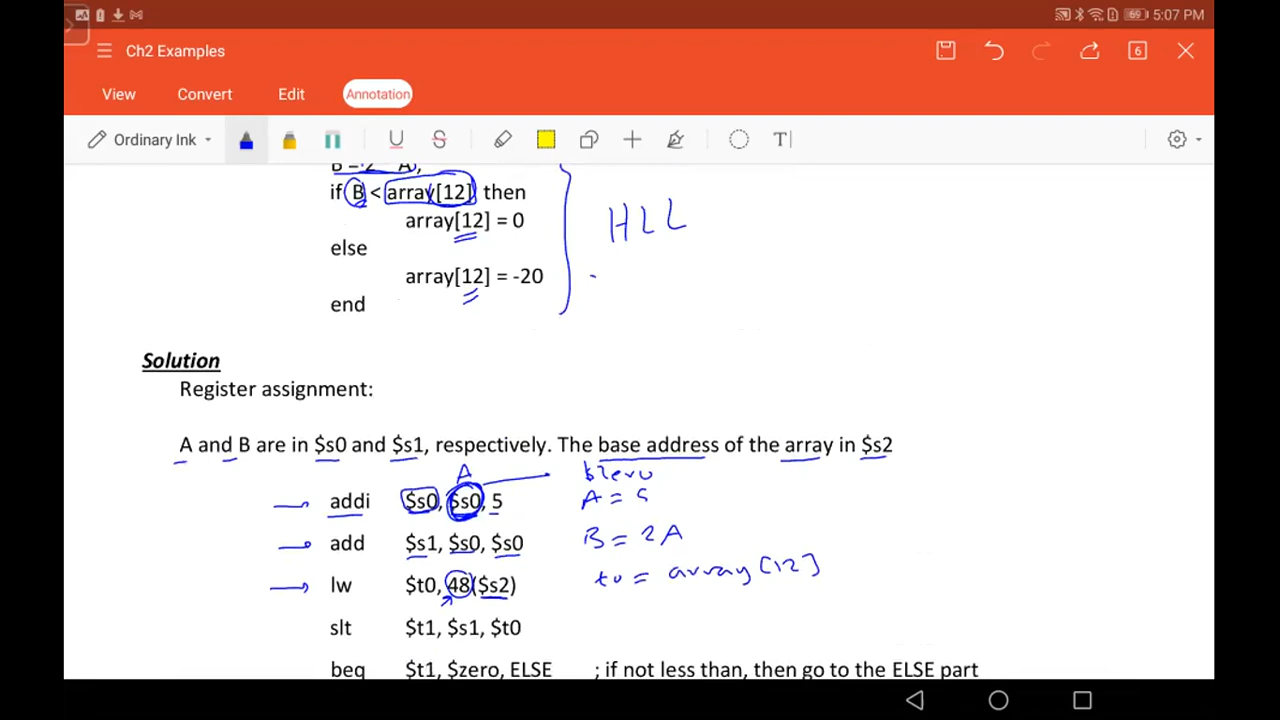 5:07 PM
69
Ch2 Examples
6
View Convert Edit Annotation
Ordinary Ink
U S T
B = 2 * A;
if B < array[12] then
array[12] = 0
HLL
else
array[12] = -20
end
Solution
Register assignment:
A and B are in $s0 and $s1, respectively. The base address of the array in $s2
A $zero
addi $s0, $s0, 5 A = 5
add $s1, $s0, $s0 B = 2A
lw $t0, 48($s2) t0 = array[12]
slt $t1, $s1, $t0
beq $t1, $zero, ELSE ; if not less than, then go to the ELSE part